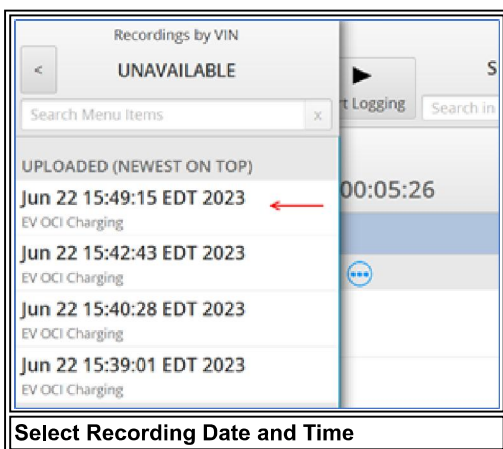 Recordings by VIN
<
UNAVAILABLE
Search Menu Items
x
UPLOADED (NEWEST ON TOP)
Jun 22 15:49:15 EDT 2023
EV OCI Charging
Jun 22 15:42:43 EDT 2023
EV OCI Charging
Jun 22 15:40:28 EDT 2023
EV OCI Charging
Jun 22 15:39:01 EDT 2023
EV OCI Charging
S
rt Logging
Search in
00:05:26
Select Recording Date and Time